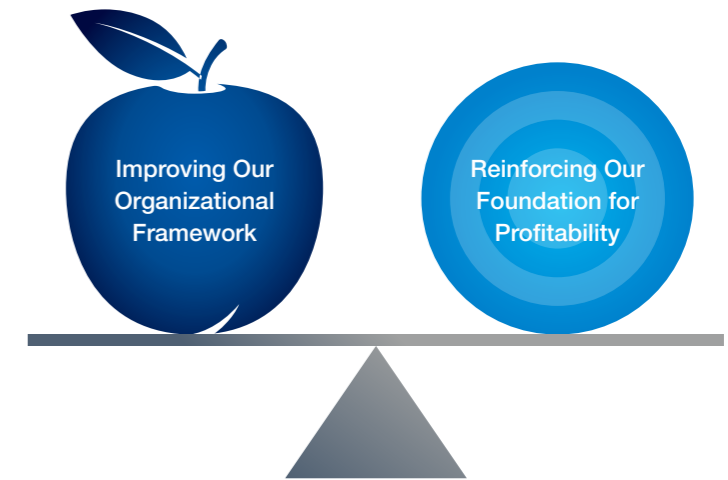 Improving Our
Organizational
Framework
Reinforcing Our
Foundation for
Profitability